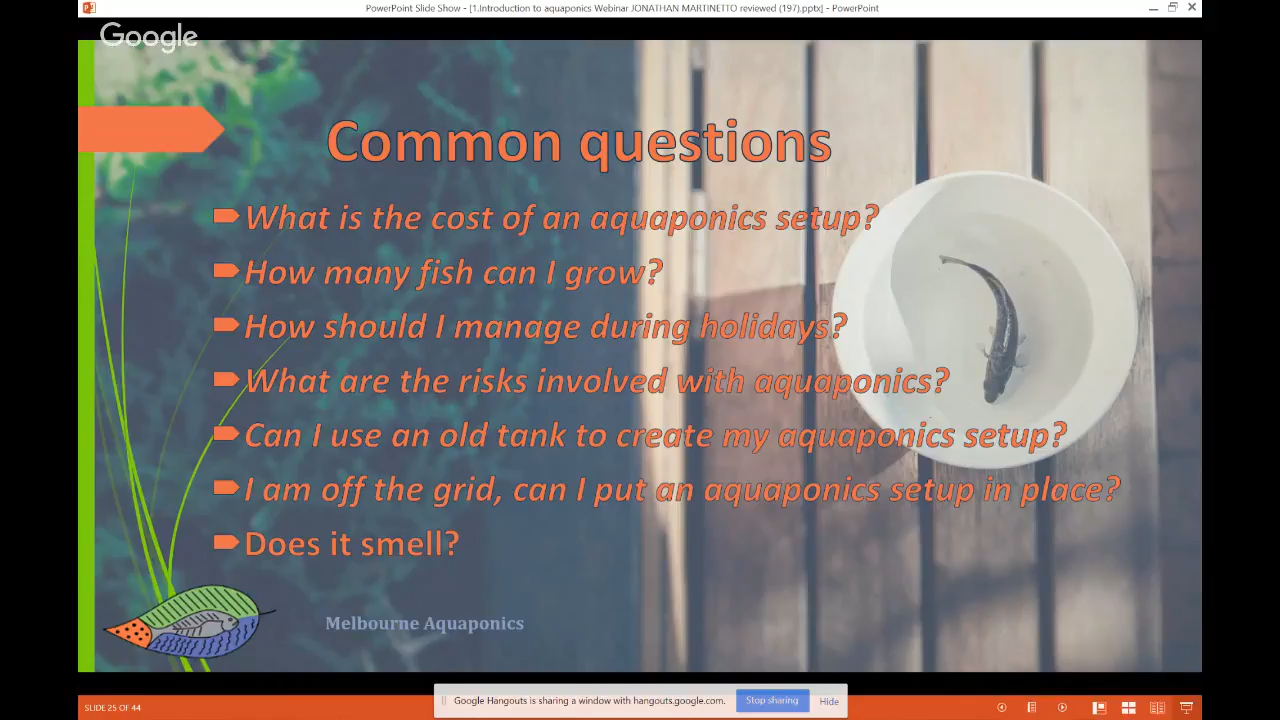 PowerPoint Slide Show - [1.Introduction to aquaponics Webinar JONATHAN MARTINETTO reviewed (197).pptx] - PowerPoint
Google
Common questions
What is the cost of an aquaponics setup?
How many fish can I grow?
How should I manage during holidays?
What are the risks involved with aquaponics?
Can I use an old tank to create my aquaponics setup?
I am off the grid, can I put an aquaponics setup in place?
Does it smell?
Melbourne Aquaponics
Google Hangouts is sharing a window with hangouts.google.com. Stop sharing Hide
SLIDE 25 OF 44